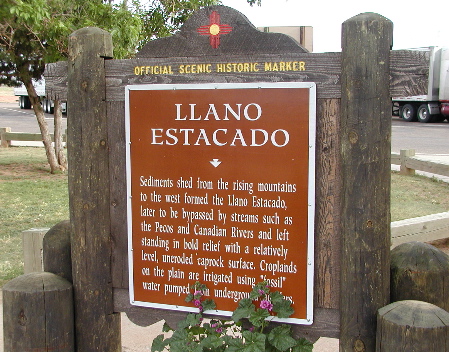 OFFICIAL SCENIC HISTORIC MARKER
LLANO
ESTACADO
Sediments shed from the rising mountains
to the west formed the Llano Estacado,
later to be bypassed by streams such as
the Pecos and Canadian Rivers and left
standing in bold relief with a relatively
level, uneroded caprock surface. Croplands
on the plain are irrigated using "fossil"
water pumped